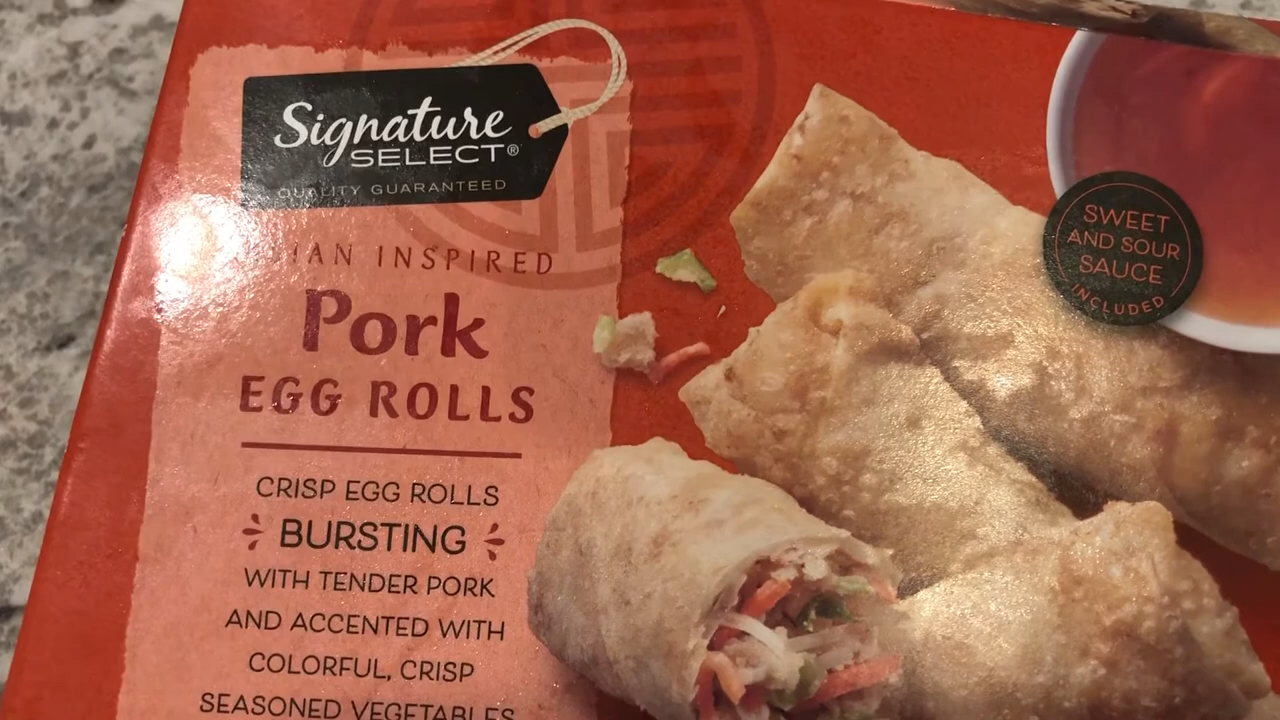 Signature
SELECT®
QUALITY GUARANTEED
INSPIRED
Pork
EGG ROLLS
CRISP EGG ROLLS
BURSTING
WITH TENDER PORK
AND ACCENTED WITH
COLORFUL, CRISP
SEASONED VEGETABLES
SWEET
AND SOUR
SAUCE
INCLUDED